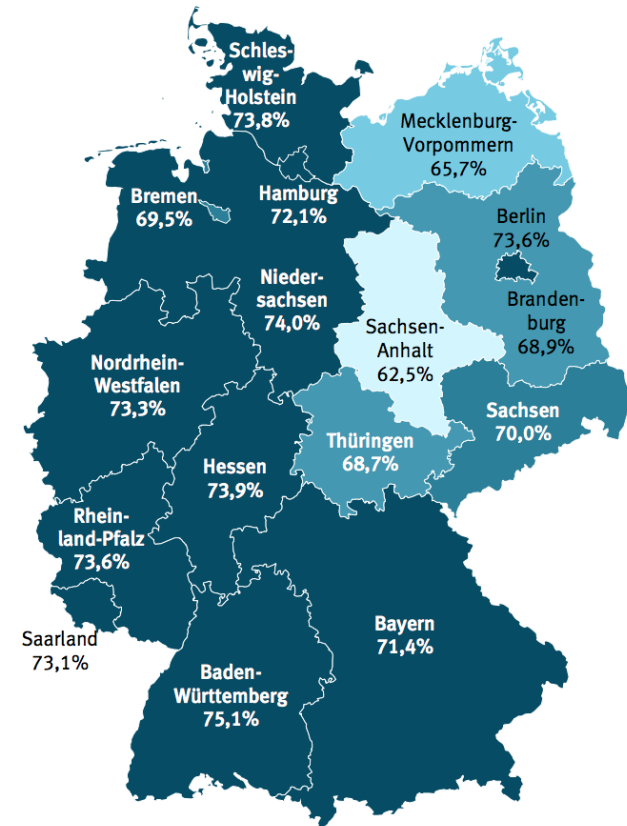 Schles-
wig-
Holstein
73,8%
Mecklenburg-
Vorpommern
65,7%
Bremen
69,5%
Hamburg
72,1%
Berlin
73,6%
Nieder-
sachsen
74,0%
Branden-
burg
68,9%
Sachsen-
Anhalt
62,5%
Nordrhein-
Westfalen
73,3%
Sachsen
70,0%
Thüringen
68,7%
Hessen
73,9%
Rhein-
land-Pfalz
73,6%
Saarland
73,1%
Bayern
71,4%
Baden-
Württemberg
75,1%